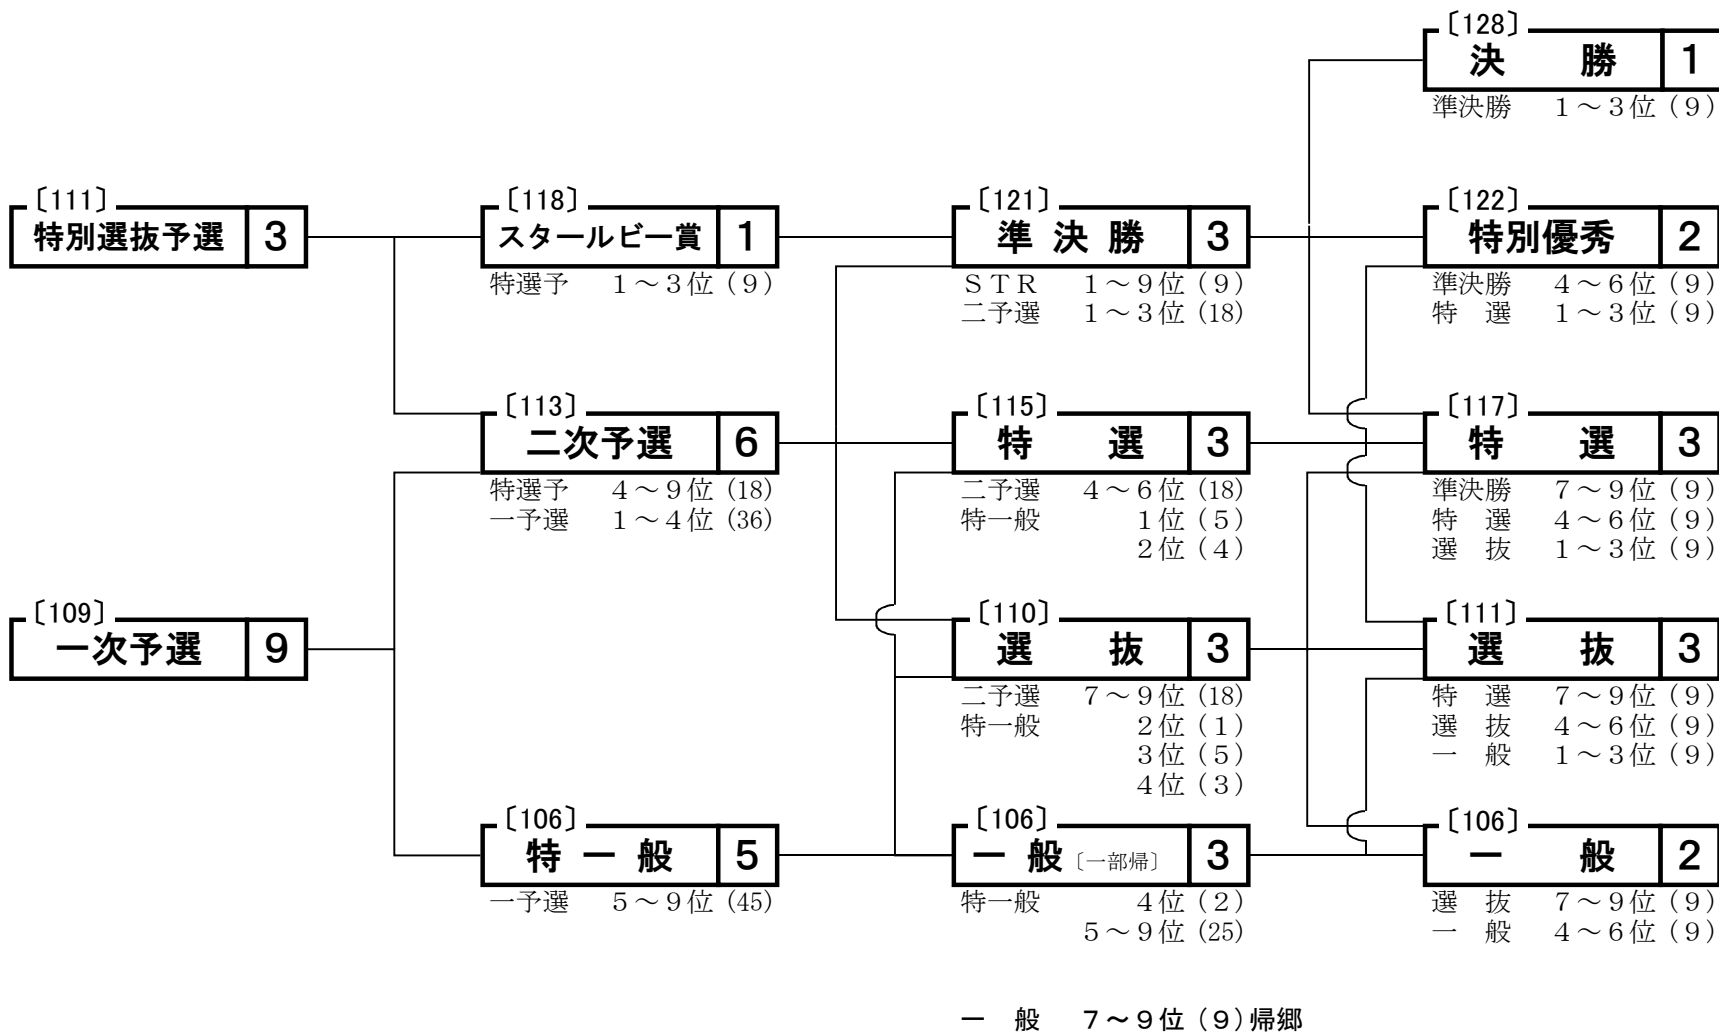 〔111〕
特別選抜予選 3
〔109〕
一次予選 9
〔118〕
スタールビー賞 1
特選予 1～3位 (9)
〔113〕
二次予選 6
特選予 4～9位 (18)
一予選 1～4位 (36)
〔106〕
特一般 5
一予選 5～9位 (45)
〔121〕
準決勝 3
ＳＴＲ 1～9位 (9)
二予選 1～3位 (18)
〔115〕
特選 3
二予選 4～6位 (18)
特一般 1位 (5)
2位 (4)
〔110〕
選抜 3
二予選 7～9位 (18)
特一般 2位 (1)
3位 (5)
4位 (3)
〔106〕
一般〔一部帰〕 3
特一般 4位 (2)
5～9位 (25)
一般 7～9位 (9)帰郷
〔128〕
決勝 1
準決勝 1～3位 (9)
〔122〕
特別優秀 2
準決勝 4～6位 (9)
特選 1～3位 (9)
〔117〕
特選 3
準決勝 7～9位 (9)
特選 4～6位 (9)
選抜 1～3位 (9)
〔111〕
選抜 3
特選 7～9位 (9)
選抜 4～6位 (9)
一般 1～3位 (9)
〔106〕
一般 2
選抜 7～9位 (9)
一般 4～6位 (9)